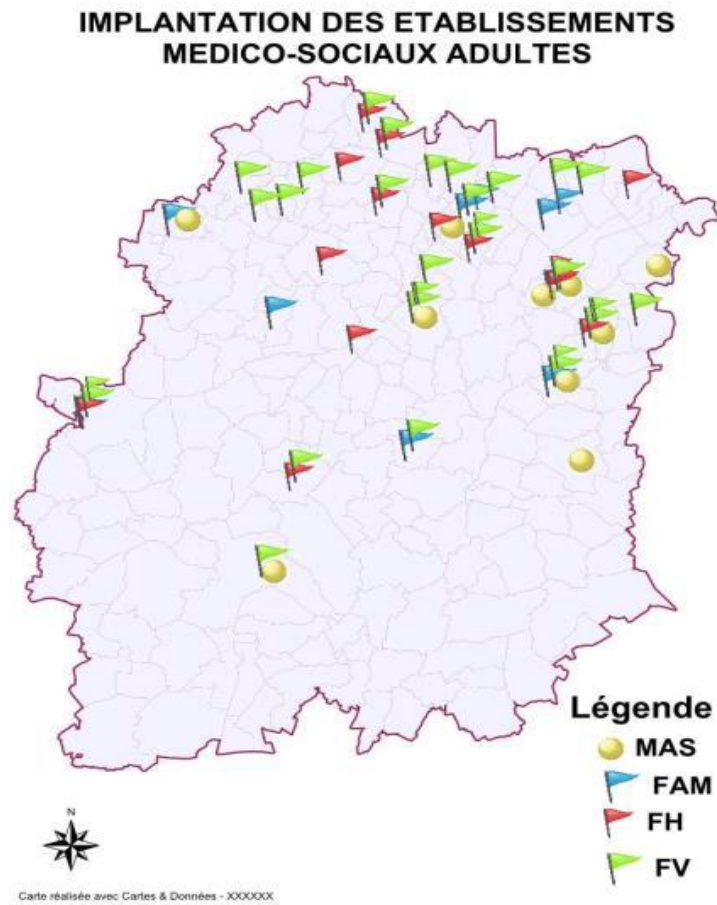 IMPLANTATION DES ETABLISSEMENTS
MEDICO-SOCIAUX ADULTES
Légende
MAS
FAM
FH
FV
N
Carte réalisée avec Cartes & Données - XXXXXX